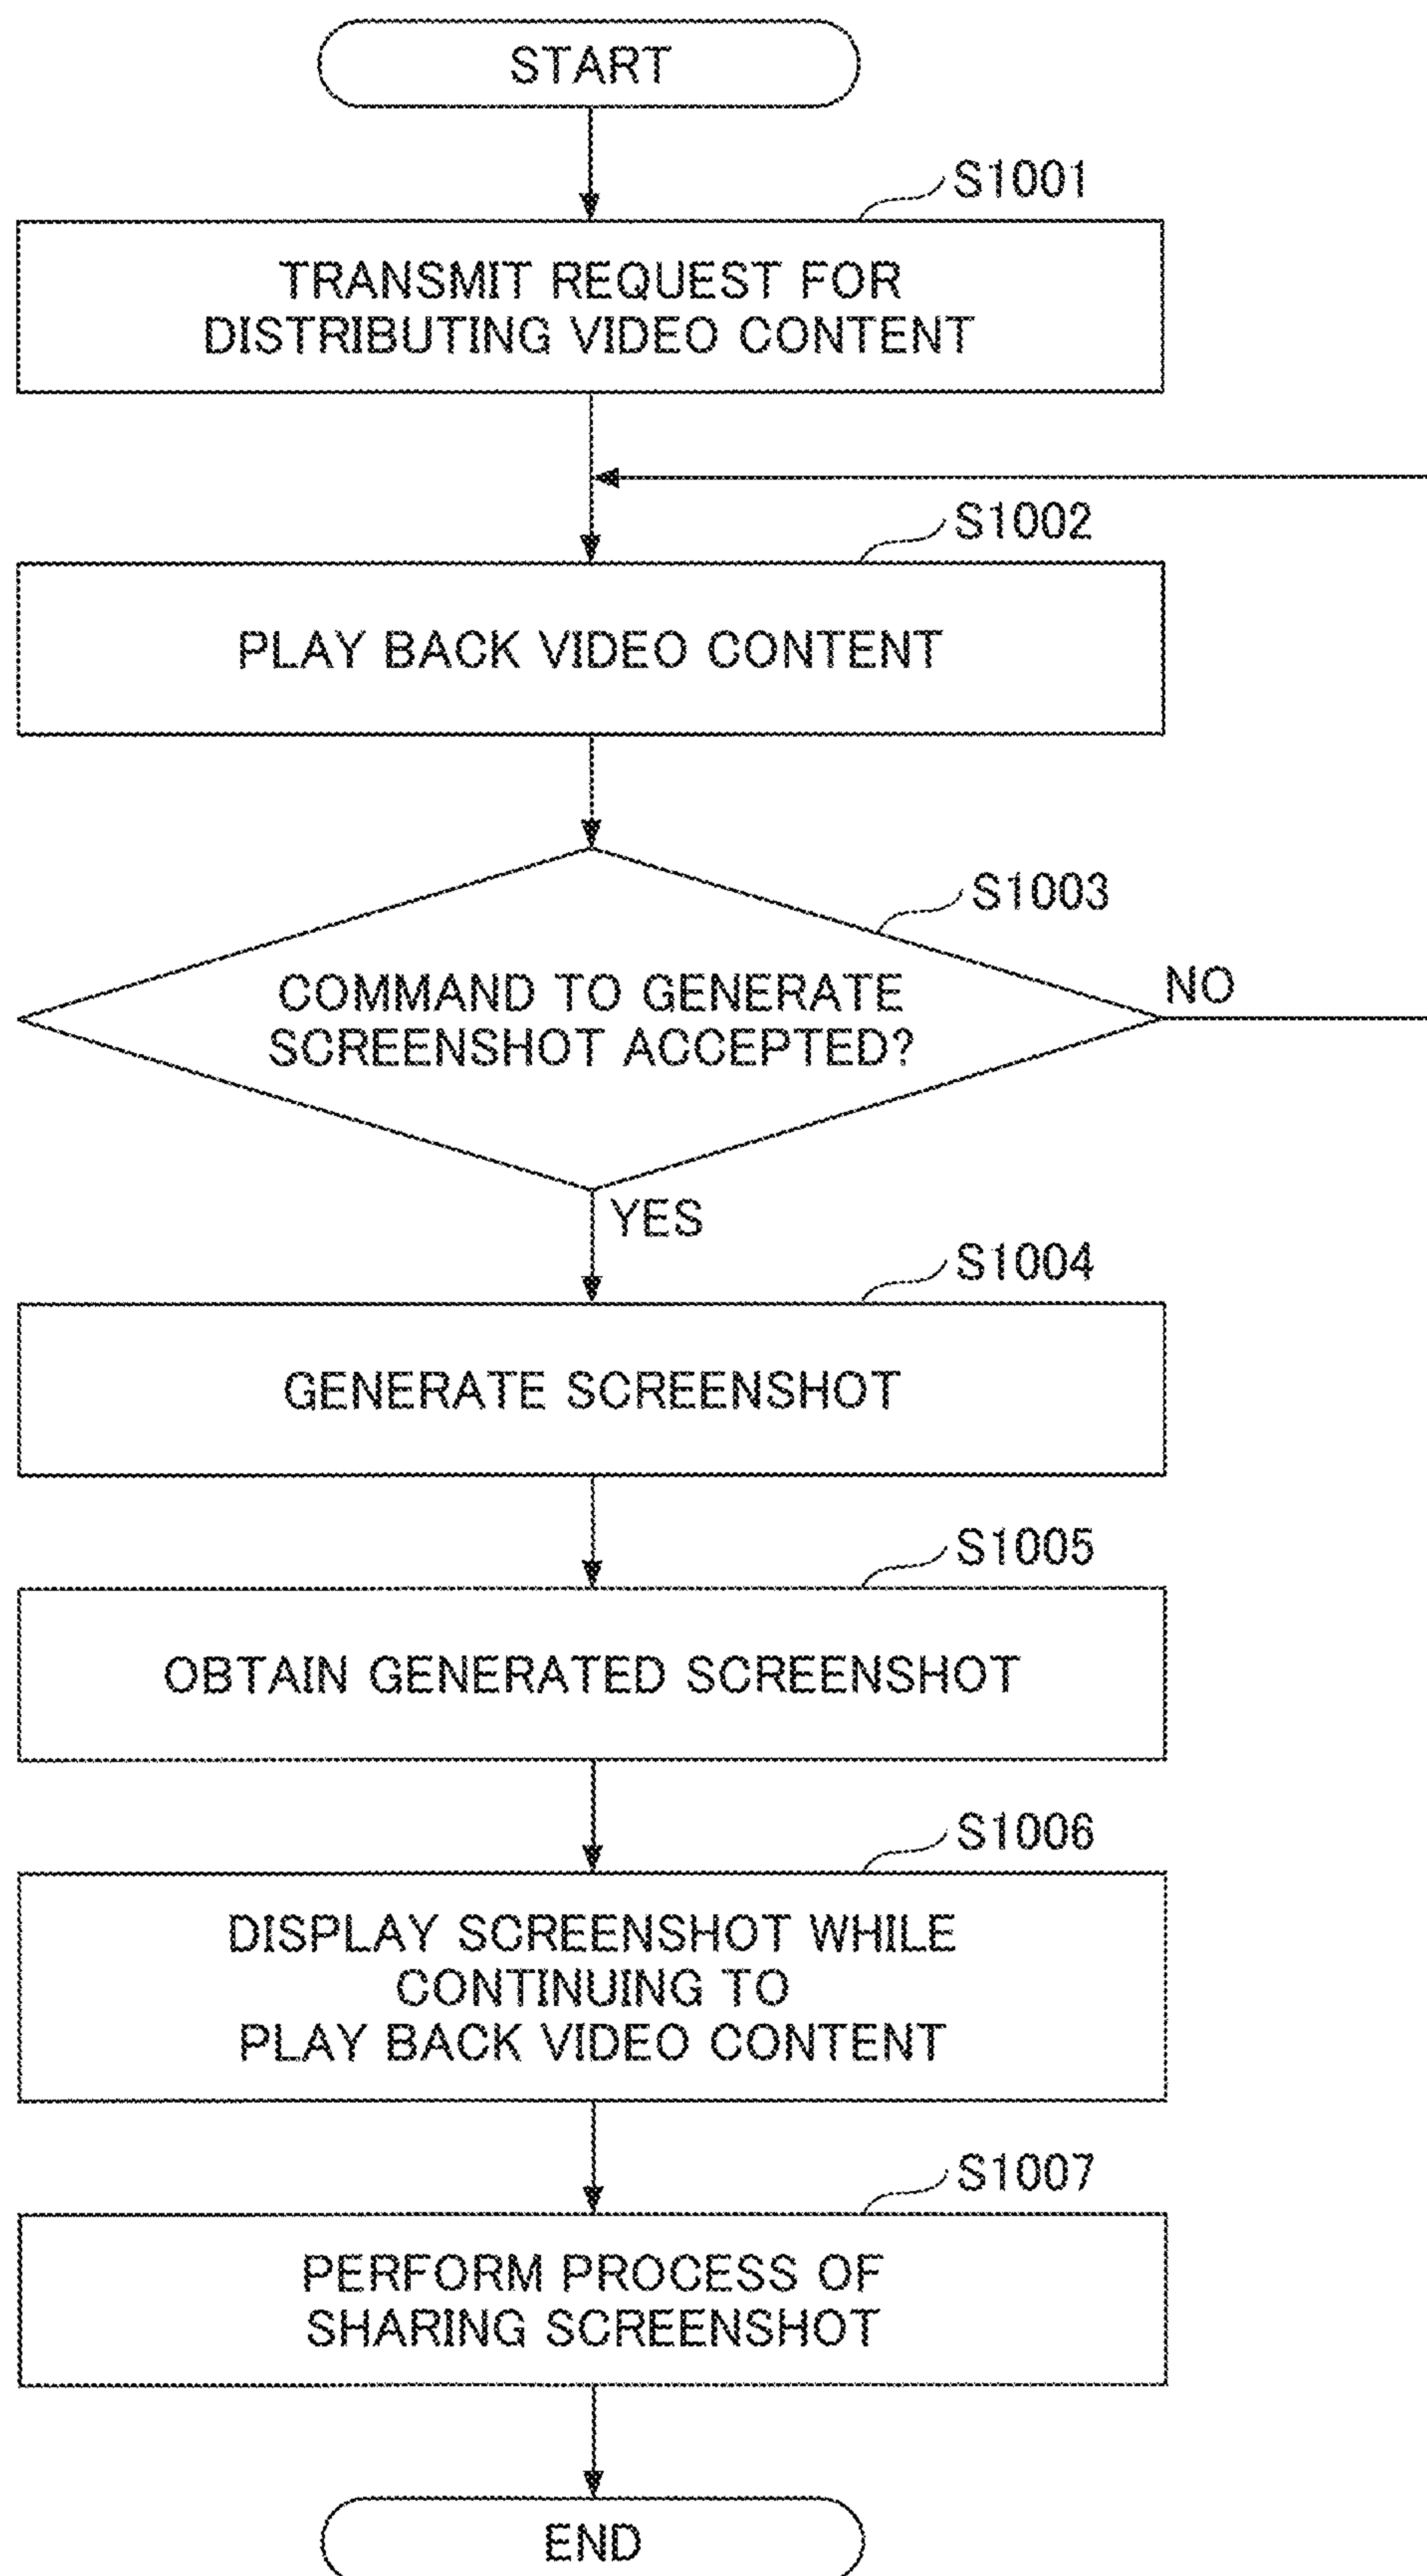 START
S1001
TRANSMIT REQUEST FOR
DISTRIBUTING VIDEO CONTENT
S1002
PLAY BACK VIDEO CONTENT
S1003
COMMAND TO GENERATE
SCREENSHOT ACCEPTED?
NO
YES
S1004
GENERATE SCREENSHOT
S1005
OBTAIN GENERATED SCREENSHOT
S1006
DISPLAY SCREENSHOT WHILE
CONTINUING TO
PLAY BACK VIDEO CONTENT
S1007
PERFORM PROCESS OF
SHARING SCREENSHOT
END